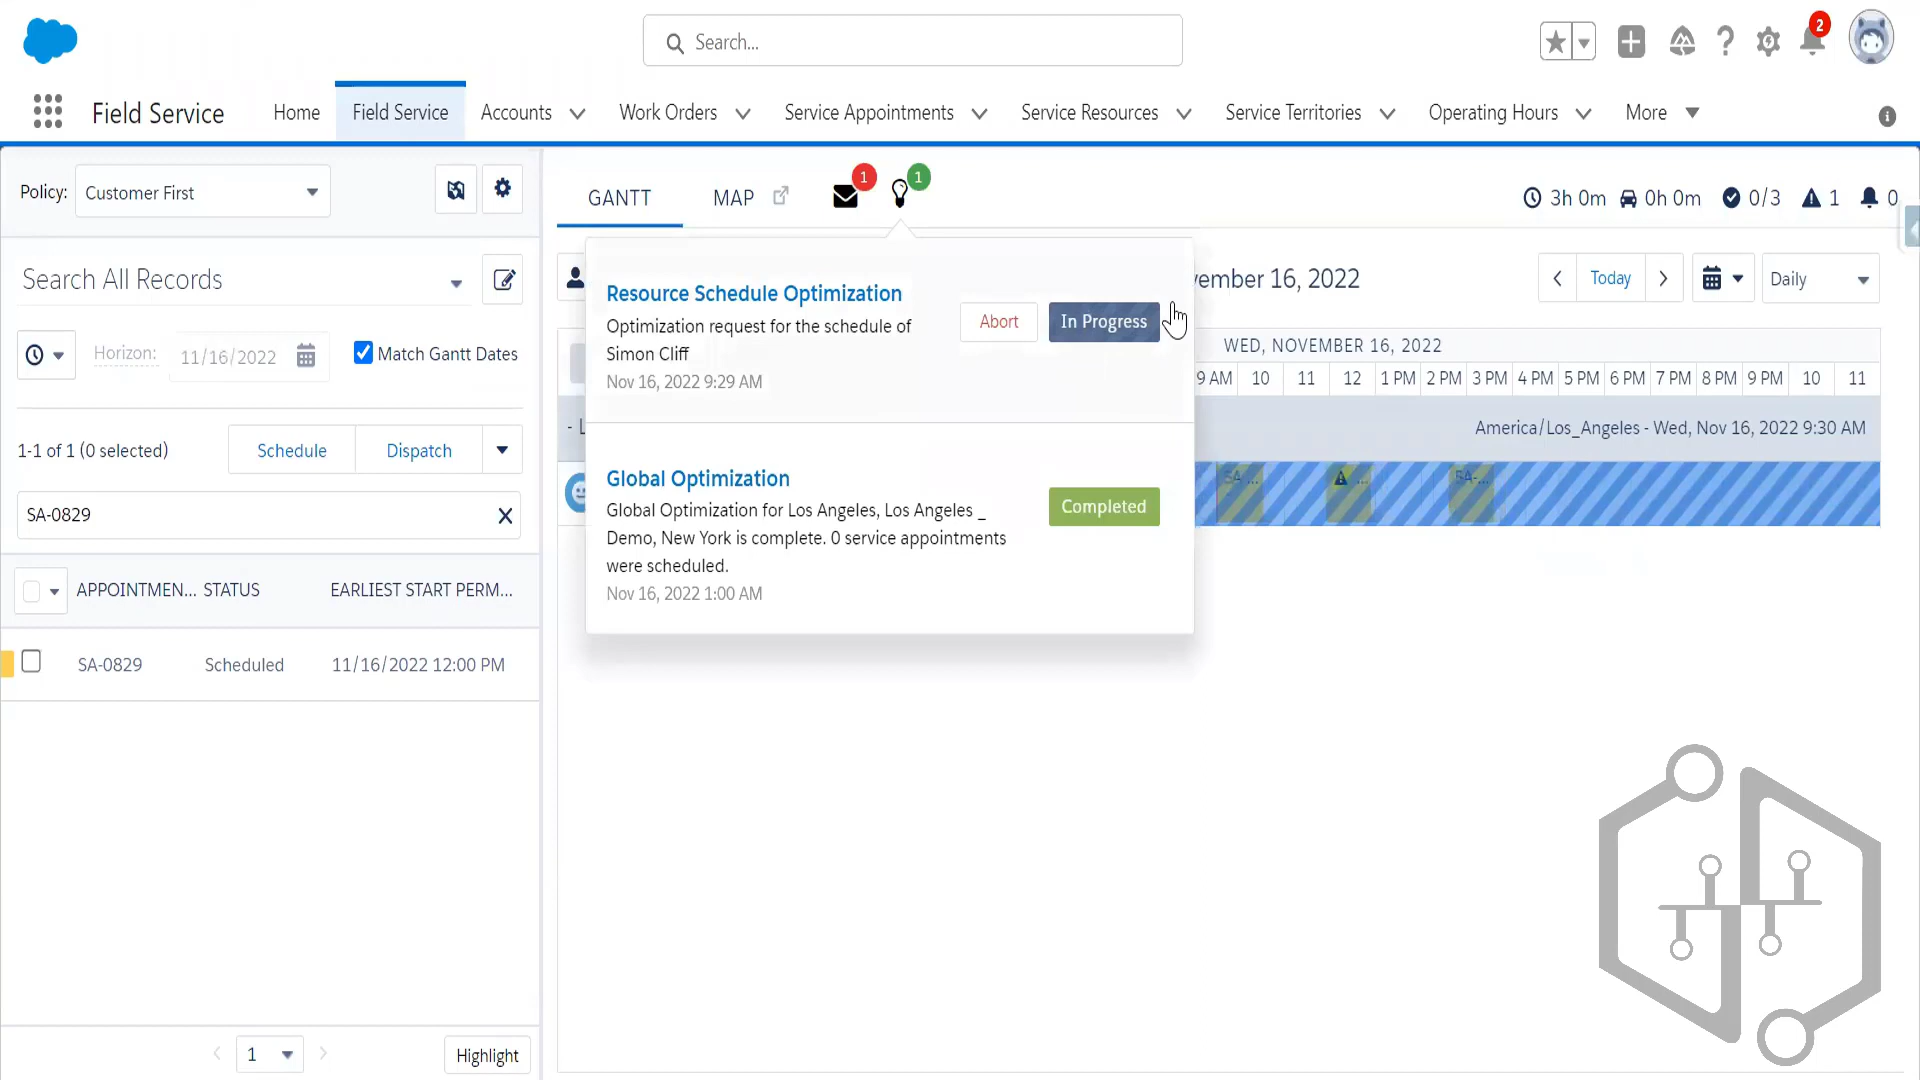 Search...
2
Field Service
Home
Field Service
Accounts
Work Orders
Service Appointments
Service Resources
Service Territories
Operating Hours
More
Policy:
Customer First
Search All Records
Horizon:
11/16/2022
Match Gantt Dates
1-1 of 1 (0 selected)
Schedule
Dispatch
SA-0829
APPOINTMEN... STATUS EARLIEST START PERM...
SA-0829 Scheduled 11/16/2022 12:00 PM
1
Highlight
GANTT
MAP
1
1
3h 0m
0h 0m
0/3
1
0
Resource Schedule Optimization
Optimization request for the schedule of
Simon Cliff
Nov 16, 2022 9:29 AM
Abort
In Progress
Global Optimization
Global Optimization for Los Angeles, Los Angeles _
Demo, New York is complete. 0 service appointments
were scheduled.
Nov 16, 2022 1:00 AM
Completed
vember 16, 2022
Today
Daily
WED, NOVEMBER 16, 2022
9 AM 10 11 12 1 PM 2 PM 3 PM 4 PM 5 PM 6 PM 7 PM 8 PM 9 PM 10 11
- L
America/Los_Angeles - Wed, Nov 16, 2022 9:30 AM
SA ...
...
SA-...